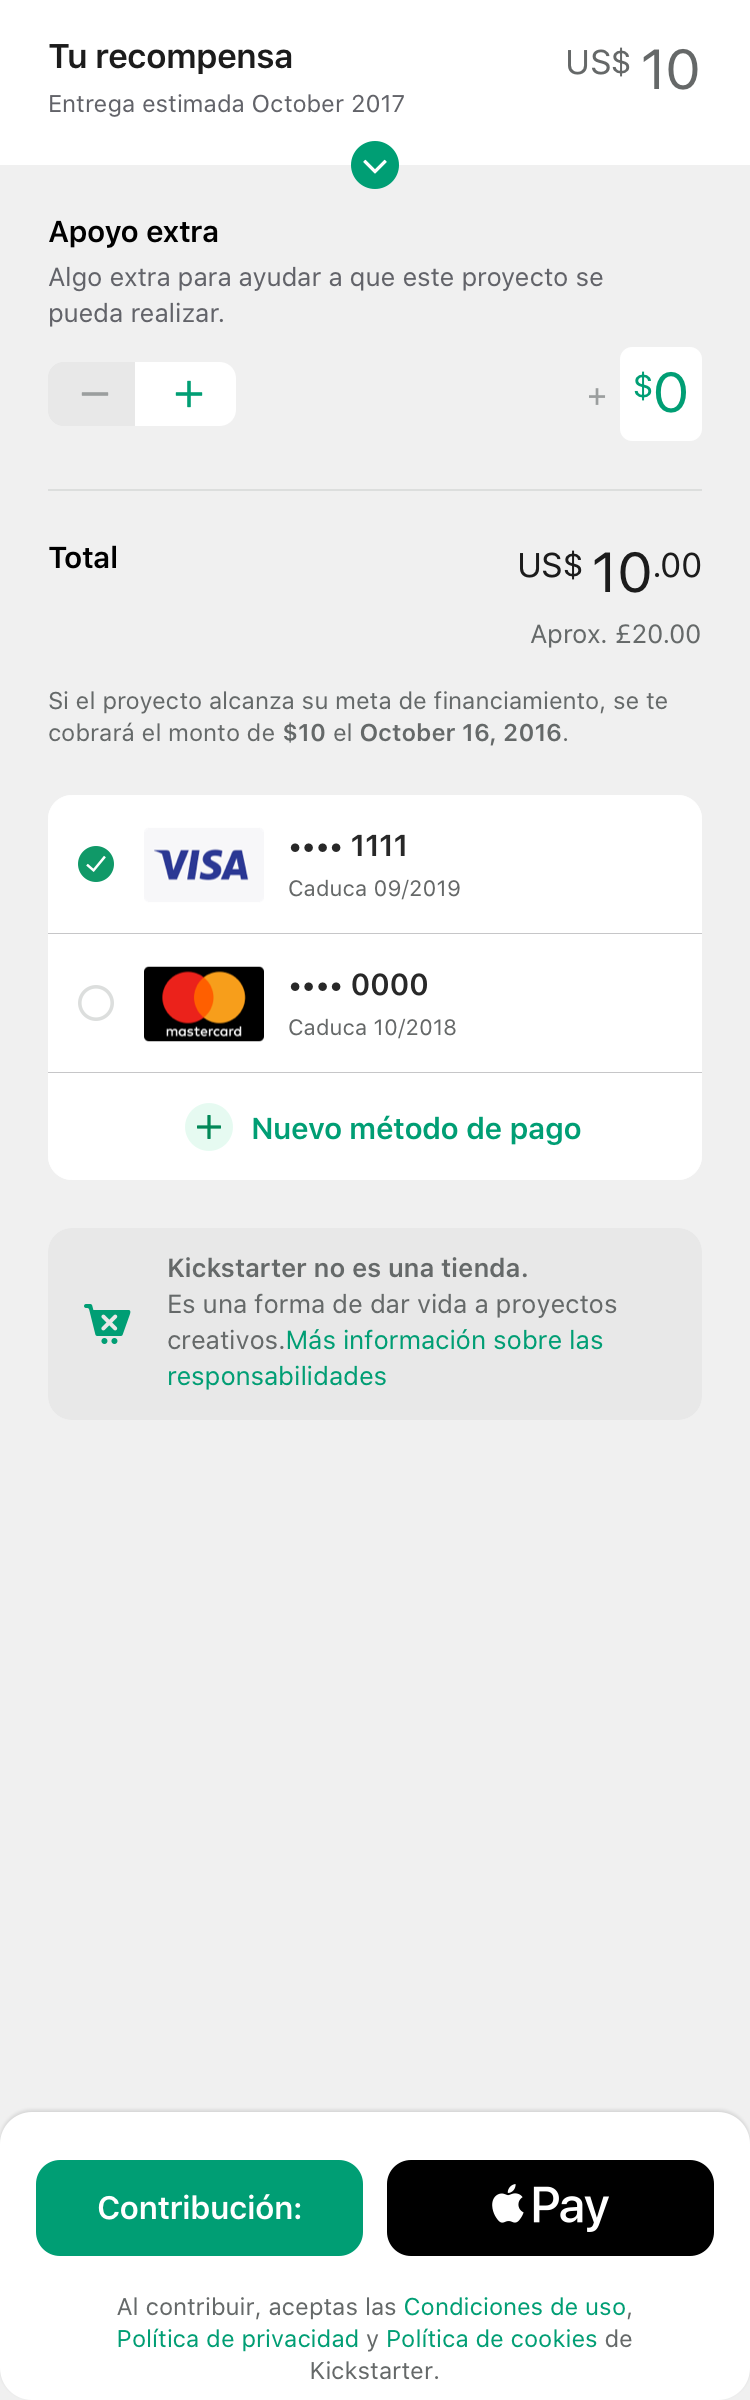 Tu recompensa
US$ 10
Entrega estimada October 2017
Apoyo extra
Algo extra para ayudar a que este proyecto se
pueda realizar.
− +
+ $0
Total
US$ 10.00
Aprox. £20.00
Si el proyecto alcanza su meta de financiamiento, se te
cobrará el monto de $10 el October 16, 2016.
VISA
•••• 1111
Caduca 09/2019
mastercard
•••• 0000
Caduca 10/2018
+ Nuevo método de pago
Kickstarter no es una tienda.
Es una forma de dar vida a proyectos
creativos.Más información sobre las
responsabilidades
Contribución:
Pay
Al contribuir, aceptas las Condiciones de uso,
Política de privacidad y Política de cookies de
Kickstarter.